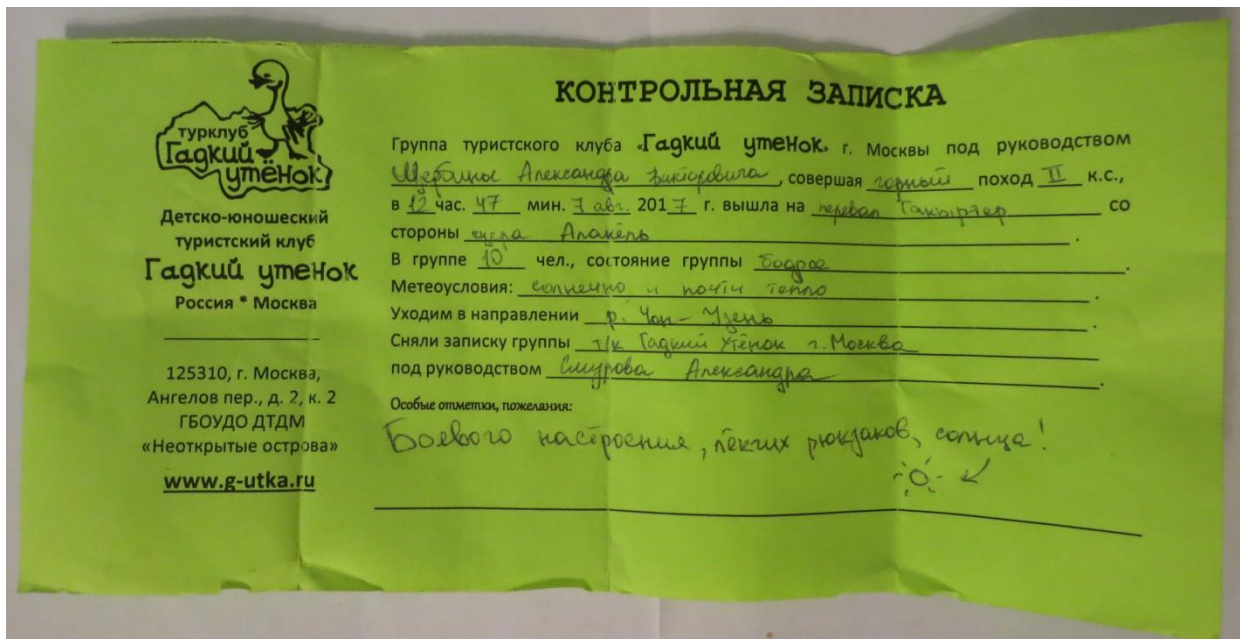 турклуб
Гадкий
утёнок
Детско-юношеский
туристский клуб
Гадкий утенок
Россия * Москва
125310, г. Москва,
Ангелов пер., д. 2, к. 2
ГБОУДО ДТДМ
«Неоткрытые острова»
www.g-utka.ru
КОНТРОЛЬНАЯ ЗАПИСКА
Группа туристского клуба «Гадкий утенок» г. Москвы под руководством
Александра Викторовича, совершая горный поход II к.с.,
в 12 час. 47 мин. 7 авг. 2017 г. вышла на перевал Такыртор со
стороны озера Алакёль.
В группе 10 чел., состояние группы бодрое.
Метеоусловия: солнечно и почти тепло.
Уходим в направлении р. Чон-Узень.
Сняли записку группы т/к Гадкий Утёнок г. Москва
под руководством Смурова Александра.
Особые отметки, пожелания:
Боевого настроения, лёгких рюкзаков, солнца!